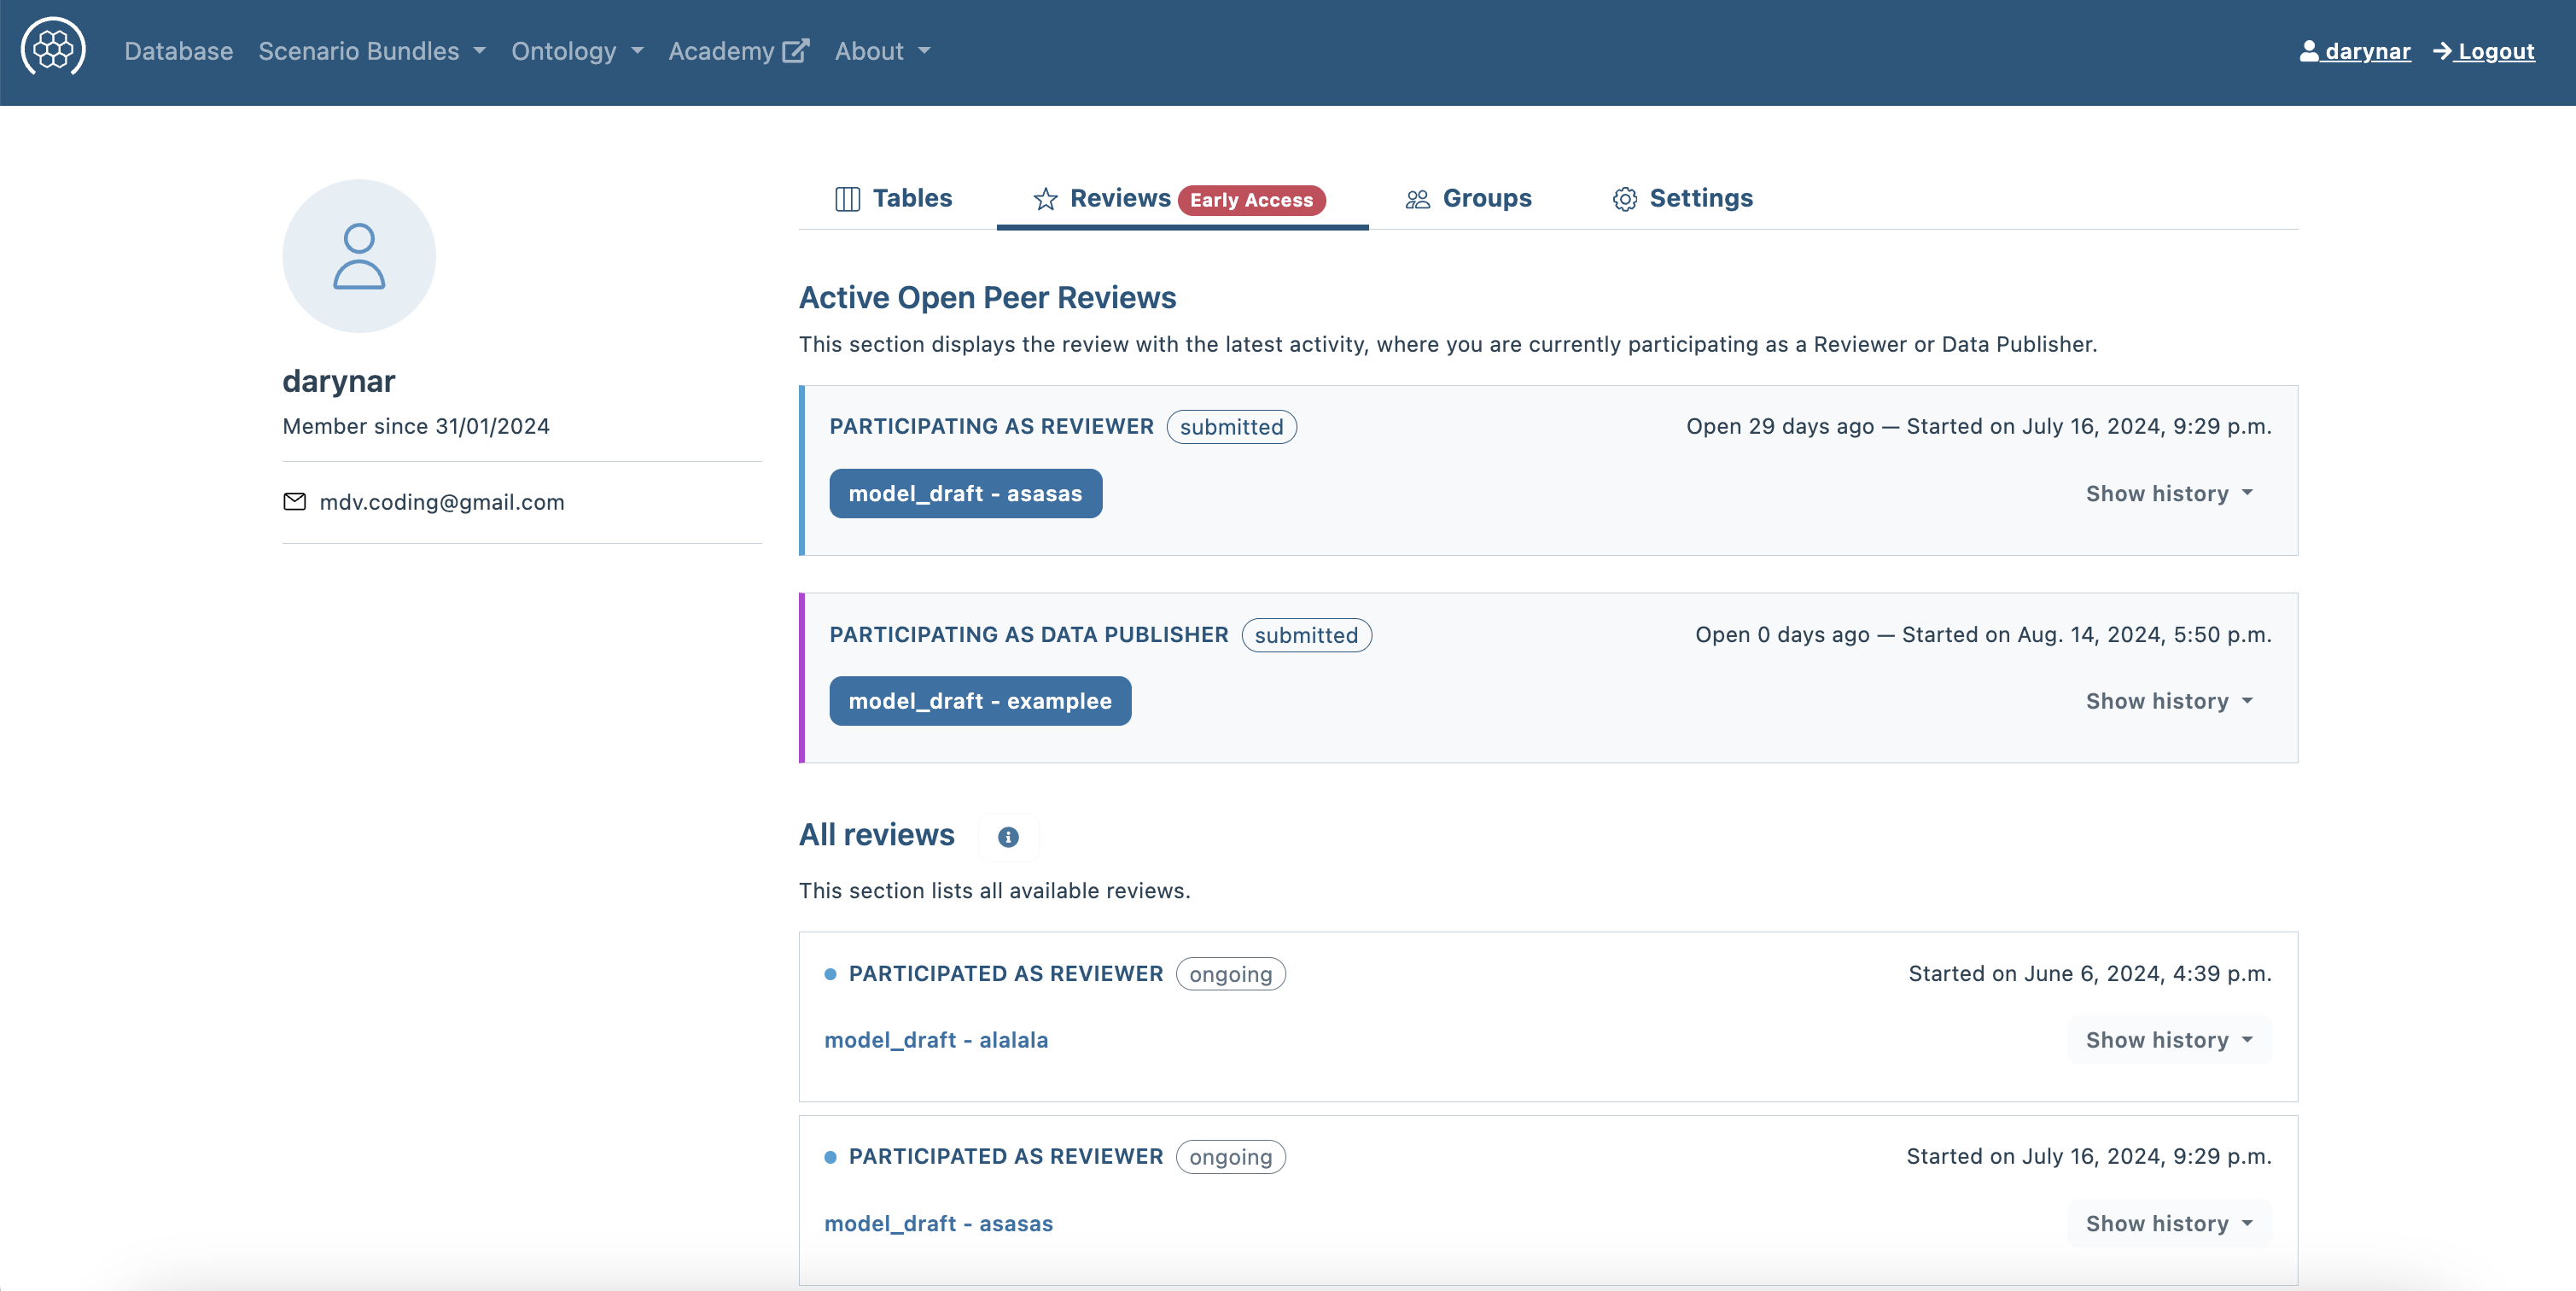 Database Scenario Bundles Ontology Academy About darynar Logout
Tables Reviews Early Access Groups Settings
darynar
Member since 31/01/2024
mdv.coding@gmail.com
Active Open Peer Reviews
This section displays the review with the latest activity, where you are currently participating as a Reviewer or Data Publisher.
PARTICIPATING AS REVIEWER submitted Open 29 days ago — Started on July 16, 2024, 9:29 p.m.
model_draft - asasas Show history
PARTICIPATING AS DATA PUBLISHER submitted Open 0 days ago — Started on Aug. 14, 2024, 5:50 p.m.
model_draft - examplee Show history
All reviews
This section lists all available reviews.
PARTICIPATED AS REVIEWER ongoing Started on June 6, 2024, 4:39 p.m.
model_draft - alalala Show history
PARTICIPATED AS REVIEWER ongoing Started on July 16, 2024, 9:29 p.m.
model_draft - asasas Show history